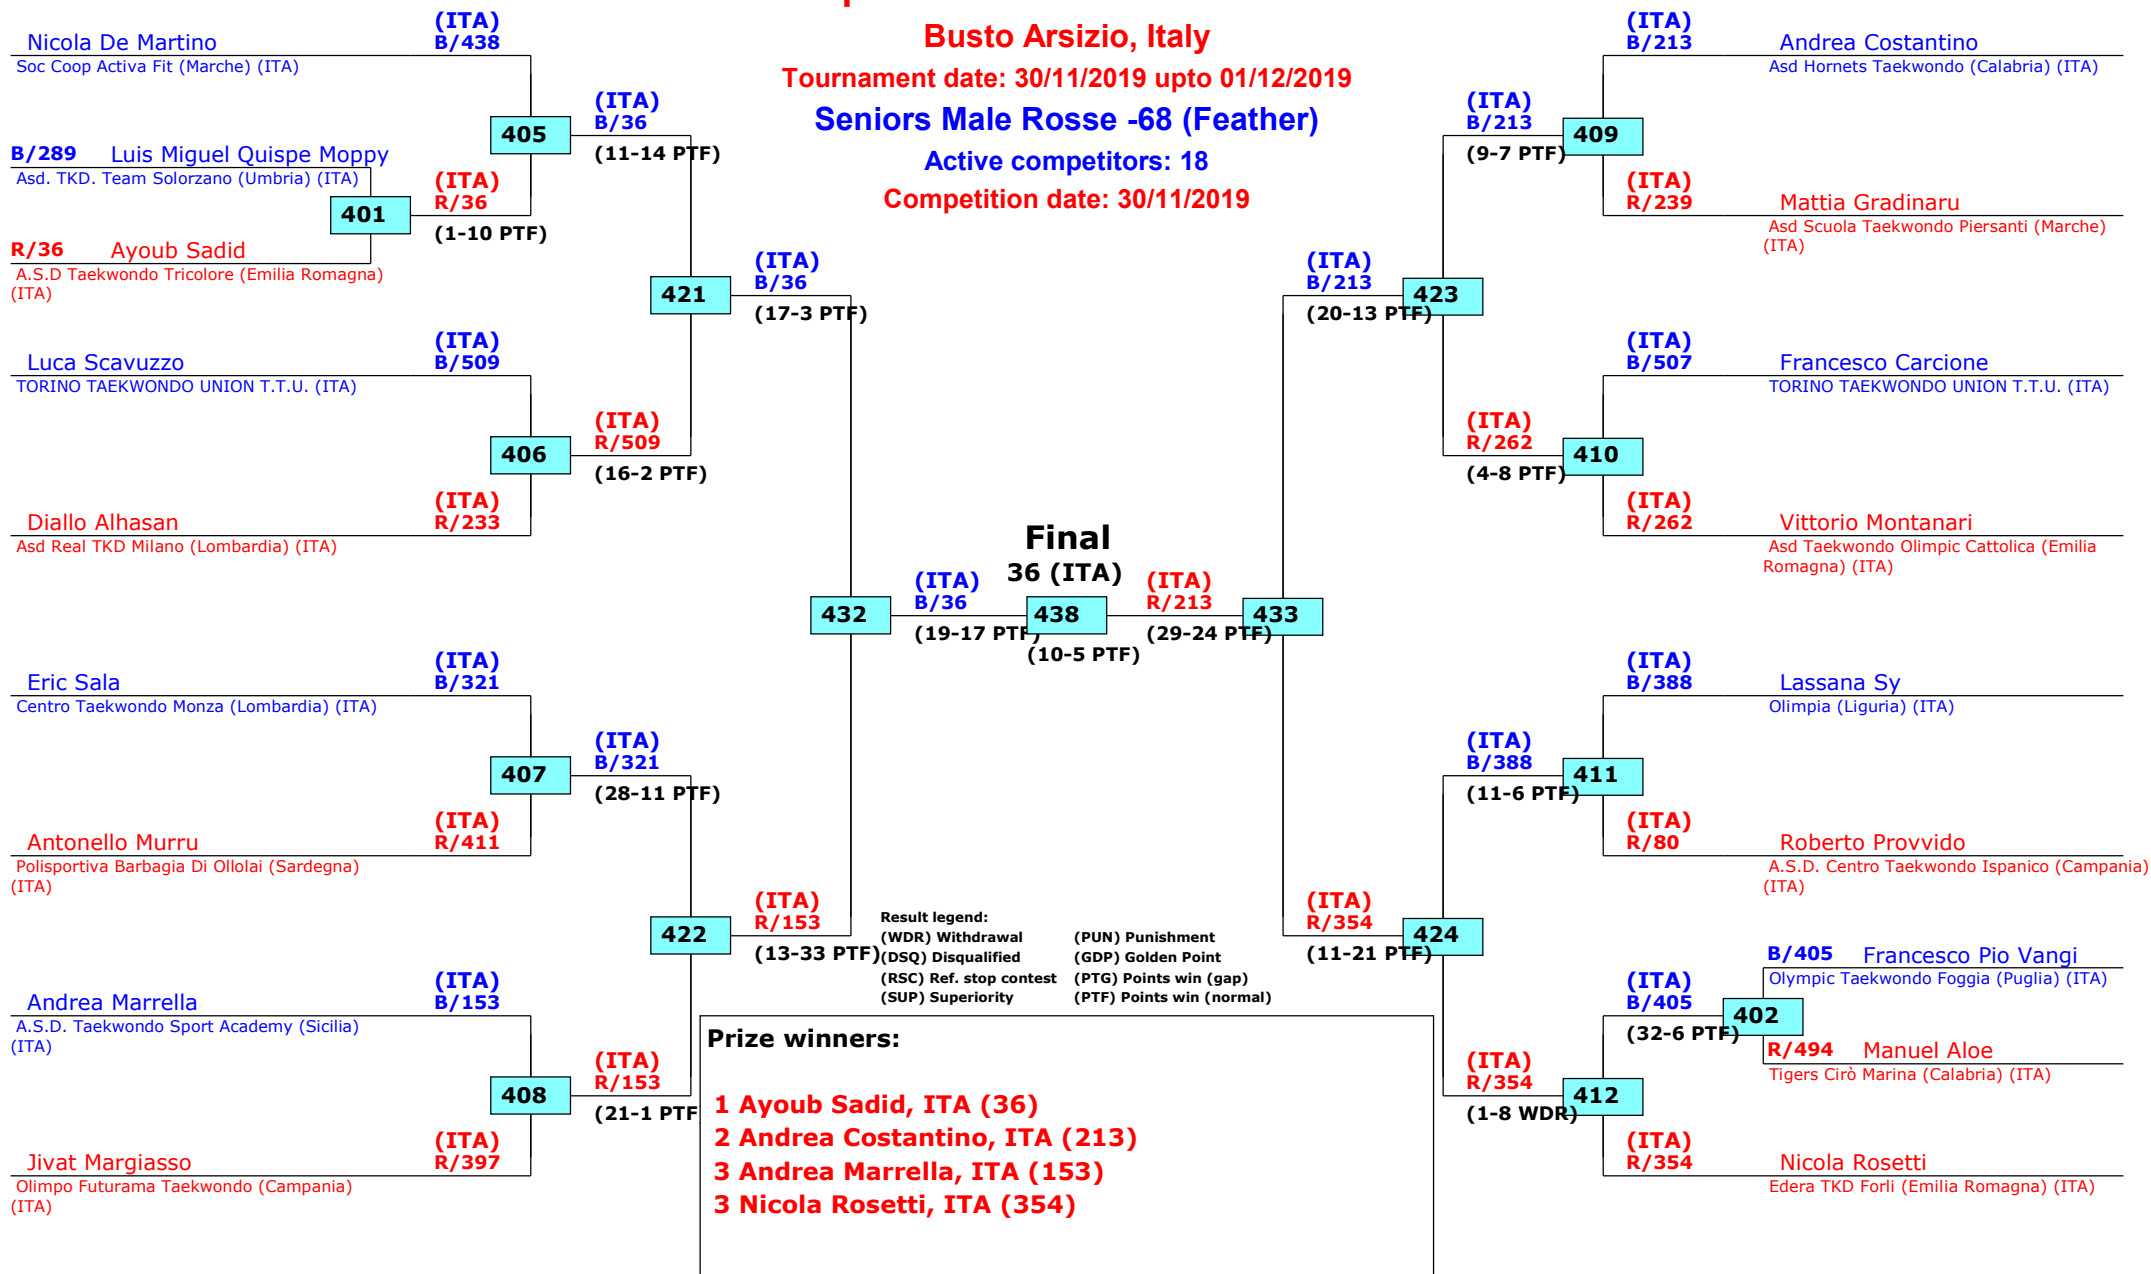 Busto Arsizio, Italy
Tournament date: 30/11/2019 upto 01/12/2019
Seniors Male Rosse -68 (Feather)
Active competitors: 18
Competition date: 30/11/2019
Nicola De Martino
(ITA)
B/438
Soc Coop Activa Fit (Marche) (ITA)
B/289 Luis Miguel Quispe Moppy
Asd. TKD. Team Solorzano (Umbria) (ITA)
401
R/36 Ayoub Sadid
A.S.D Taekwondo Tricolore (Emilia Romagna)
(ITA)
(ITA)
R/36
(1-10 PTF)
405
(ITA)
B/36
(11-14 PTF)
Luca Scavuzzo
(ITA)
B/509
TORINO TAEKWONDO UNION T.T.U. (ITA)
406
(ITA)
R/509
(16-2 PTF)
Diallo Alhasan
(ITA)
R/233
Asd Real TKD Milano (Lombardia) (ITA)
421
(ITA)
B/36
(17-3 PTF)
Eric Sala
(ITA)
B/321
Centro Taekwondo Monza (Lombardia) (ITA)
407
(ITA)
B/321
(28-11 PTF)
Antonello Murru
(ITA)
R/411
Polisportiva Barbagia Di Ollolai (Sardegna)
(ITA)
422
(ITA)
R/153
(13-33 PTF)
Andrea Marrella
(ITA)
B/153
A.S.D. Taekwondo Sport Academy (Sicilia)
(ITA)
408
(ITA)
R/153
(21-1 PTF
Jivat Margiasso
(ITA)
R/397
Olimpo Futurama Taekwondo (Campania)
(ITA)
432
(ITA)
B/36
(19-17 PTF)
Final
36 (ITA)
438
(10-5 PTF)
(ITA)
R/213
(29-24 PTF)
433
(ITA)
B/213
Andrea Costantino
Asd Hornets Taekwondo (Calabria) (ITA)
(ITA)
B/213
(9-7 PTF)
409
(ITA)
R/239
Mattia Gradinaru
Asd Scuola Taekwondo Piersanti (Marche)
(ITA)
(ITA)
B/213
(20-13 PTF)
423
(ITA)
B/507
Francesco Carcione
TORINO TAEKWONDO UNION T.T.U. (ITA)
(ITA)
R/262
(4-8 PTF)
410
(ITA)
R/262
Vittorio Montanari
Asd Taekwondo Olimpic Cattolica (Emilia
Romagna) (ITA)
(ITA)
B/388
Lassana Sy
Olimpia (Liguria) (ITA)
(ITA)
B/388
(11-6 PTF)
411
(ITA)
R/80
Roberto Provvido
A.S.D. Centro Taekwondo Ispanico (Campania)
(ITA)
(ITA)
R/354
(11-21 PTF)
424
B/405 Francesco Pio Vangi
Olympic Taekwondo Foggia (Puglia) (ITA)
(ITA)
B/405
(32-6 PTF)
402
R/494 Manuel Aloe
Tigers Cirò Marina (Calabria) (ITA)
(ITA)
R/354
(1-8 WDR)
412
(ITA)
R/354
Nicola Rosetti
Edera TKD Forli (Emilia Romagna) (ITA)
Result legend:
(WDR) Withdrawal (PUN) Punishment
(DSQ) Disqualified (GDP) Golden Point
(RSC) Ref. stop contest (PTG) Points win (gap)
(SUP) Superiority (PTF) Points win (normal)
Prize winners:
1 Ayoub Sadid, ITA (36)
2 Andrea Costantino, ITA (213)
3 Andrea Marrella, ITA (153)
3 Nicola Rosetti, ITA (354)